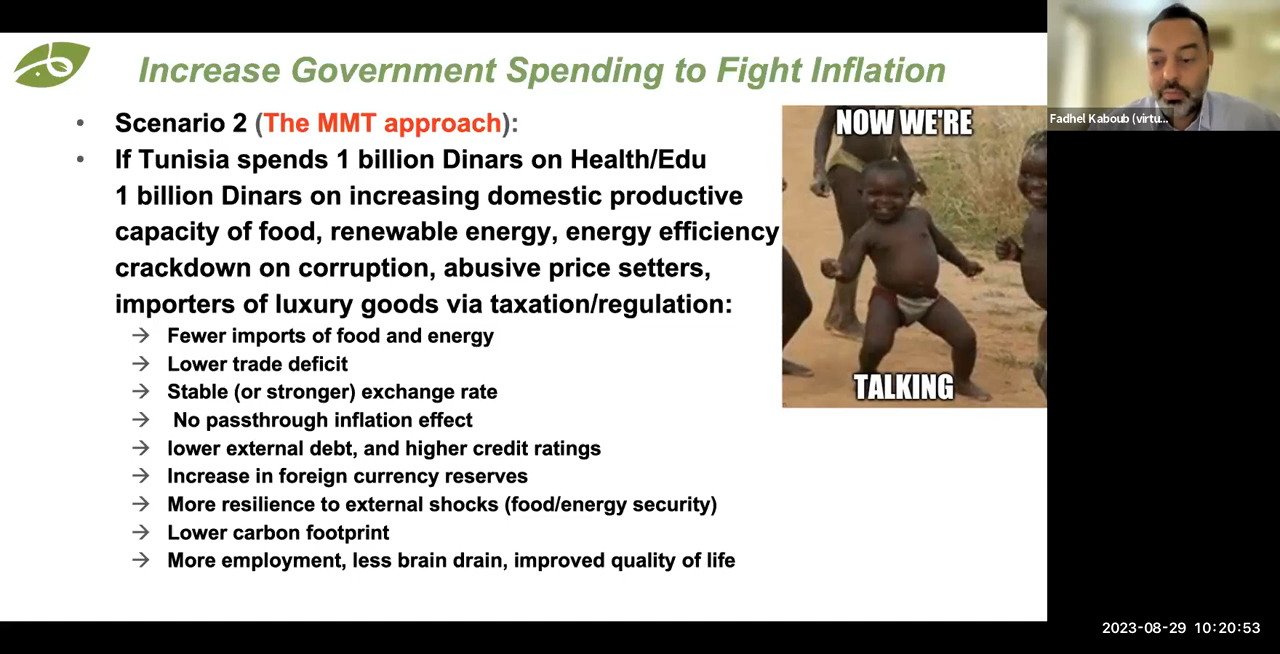 Increase Government Spending to Fight Inflation
• Scenario 2 (The MMT approach):
• If Tunisia spends 1 billion Dinars on Health/Edu
1 billion Dinars on increasing domestic productive
capacity of food, renewable energy, energy efficiency
crackdown on corruption, abusive price setters,
importers of luxury goods via taxation/regulation:
→ Fewer imports of food and energy
→ Lower trade deficit
→ Stable (or stronger) exchange rate
→ No passthrough inflation effect
→ lower external debt, and higher credit ratings
→ Increase in foreign currency reserves
→ More resilience to external shocks (food/energy security)
→ Lower carbon footprint
→ More employment, less brain drain, improved quality of life
NOW WE'RE
TALKING
Fadhel Kaboub (virtu...
2023-08-29 10:20:53